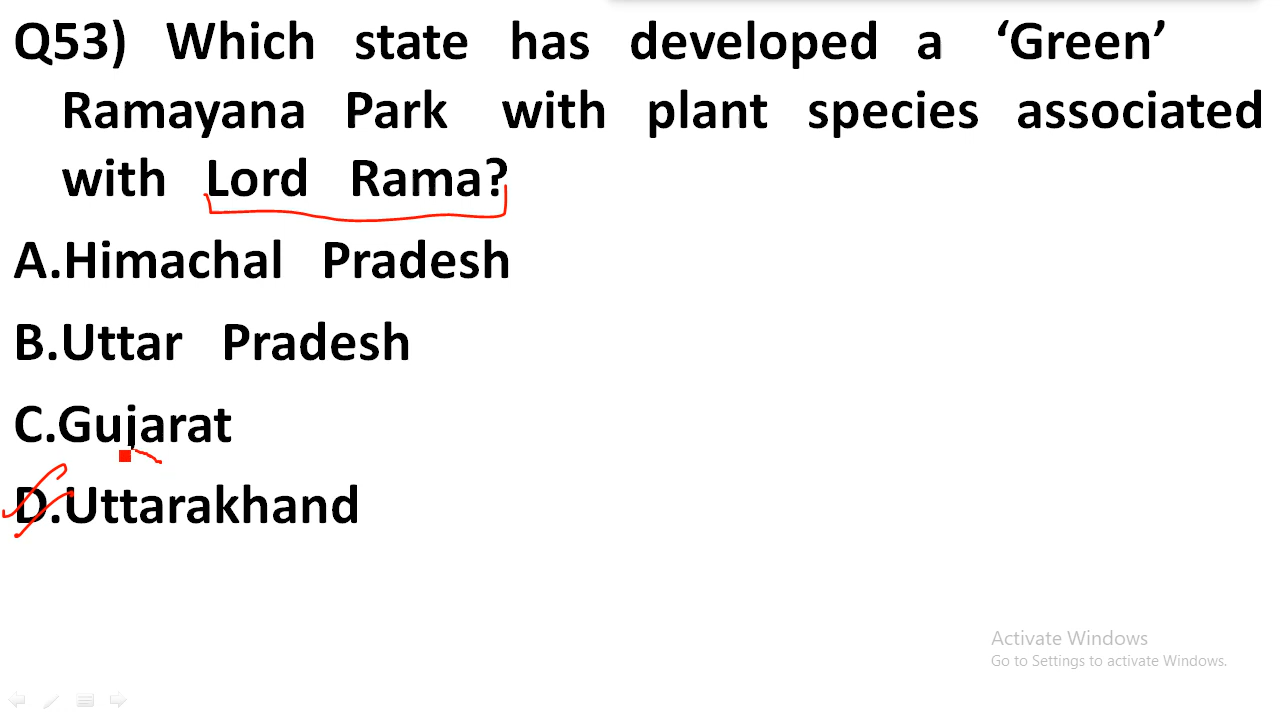 Q53) Which state has developed a ‘Green’
Ramayana Park with plant species associated
with Lord Rama?
A.Himachal Pradesh
B.Uttar Pradesh
C.Gujarat
D.Uttarakhand
Activate Windows
Go to Settings to activate Windows.